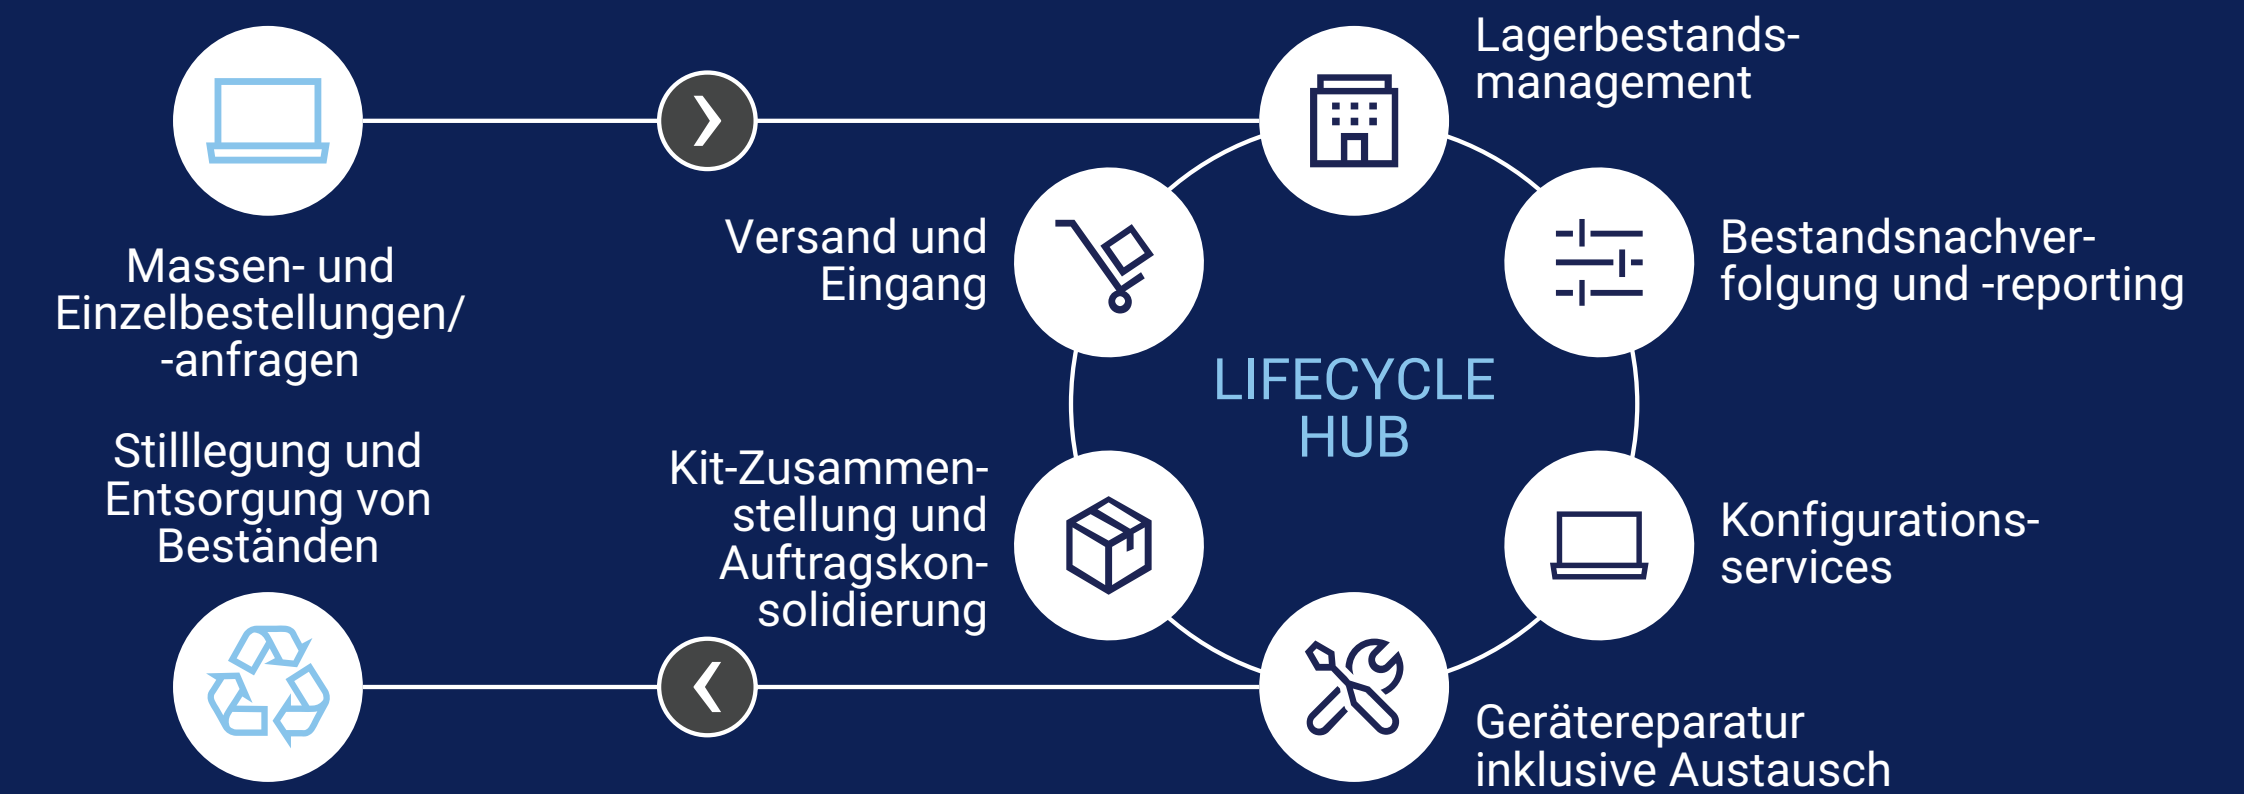 Massen- und
Einzelbestellungen/
-anfragen
Lagerbestands-
management
Bestandsnachver-
folgung und -reporting
Konfigurations-
services
Gerätereparatur
inklusive Austausch
Kit-Zusammen-
stellung und
Auftragskon-
solidierung
Versand und
Eingang
LIFECYCLE
HUB
Stilllegung und
Entsorgung von
Beständen